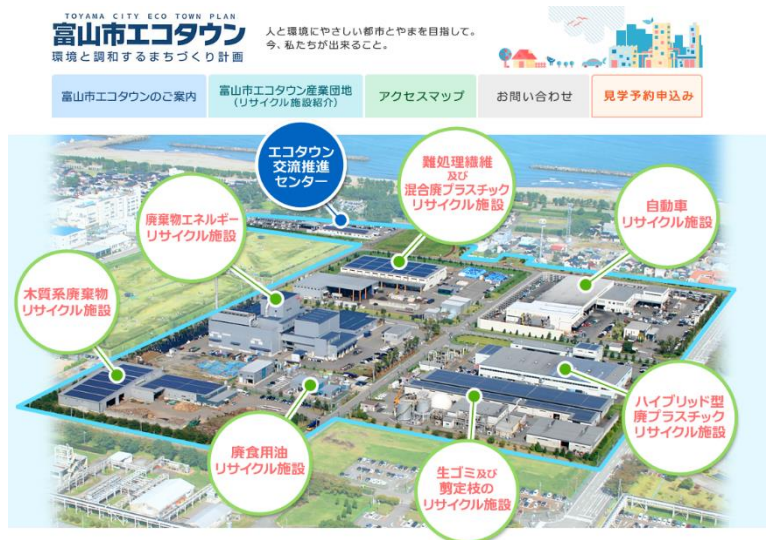 TOYAMA CITY ECO TOWN PLAN
富山市エコタウン
環境と調和するまちづくり計画
人と環境にやさしい都市とやまを目指して。
今、私たちが出来ること。
富山市エコタウンのご案内
富山市エコタウン産業団地
(リサイクル施設紹介)
アクセスマップ
お問い合わせ
見学予約申込み
エコタウン
交流推進
センター
難処理繊維
及び
混合廃プラスチック
リサイクル施設
自動車
リサイクル施設
廃棄物エネルギー
リサイクル施設
木質系廃棄物
リサイクル施設
ハイブリッド型
廃プラスチック
リサイクル施設
廃食用油
リサイクル施設
生ゴミ及び
剪定枝の
リサイクル施設